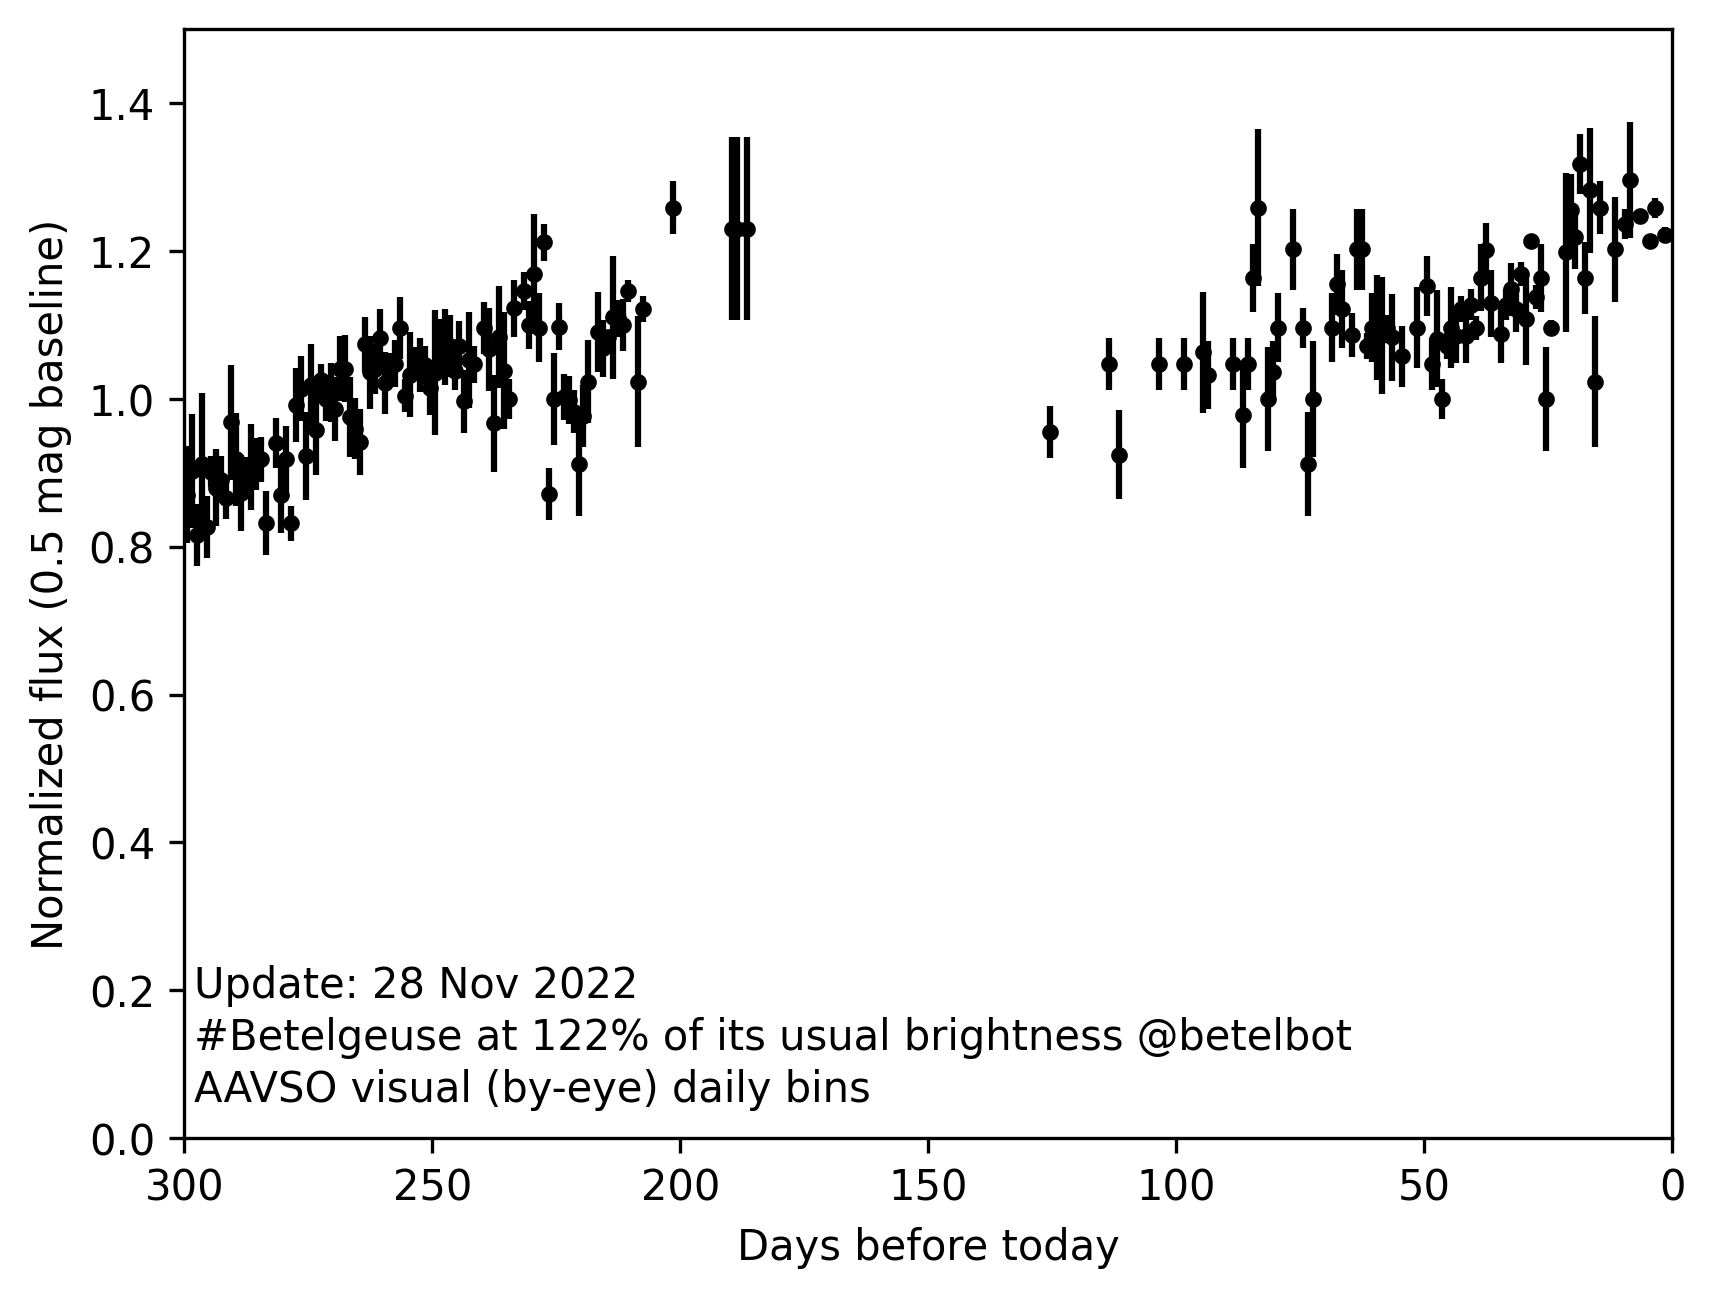 Normalized flux (0.5 mag baseline)
1.4
1.2
1.0
0.8
0.6
0.4
0.2
0.0
Update: 28 Nov 2022
#Betelgeuse at 122% of its usual brightness @betelbot
AAVSO visual (by-eye) daily bins
300 250 200 150 100 50 0
Days before today